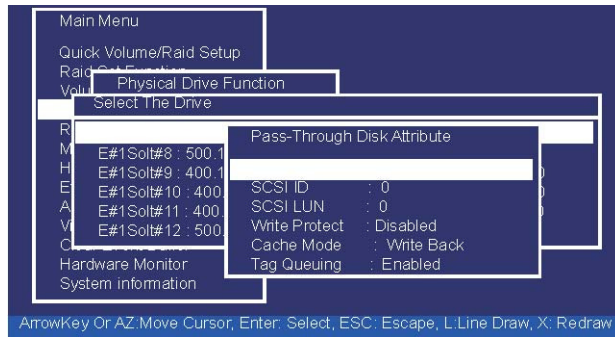 Main Menu
Quick Volume/Raid Setup
Physical Drive Function
Select The Drive
Pass-Through Disk Attribute
E#1Solt#8 : 500.1
E#1Solt#9 : 400.1
SCSI ID : 0
E#1Solt#10 : 400.
SCSI LUN : 0
E#1Solt#11 : 400.
Write Protect : Disabled
E#1Solt#12 : 500.
Cache Mode : Write Back
Hardware Monitor
Tag Queuing : Enabled
System information
ArrowKey Or AZ:Move Cursor, Enter: Select, ESC: Escape, L:Line Draw, X: Redraw